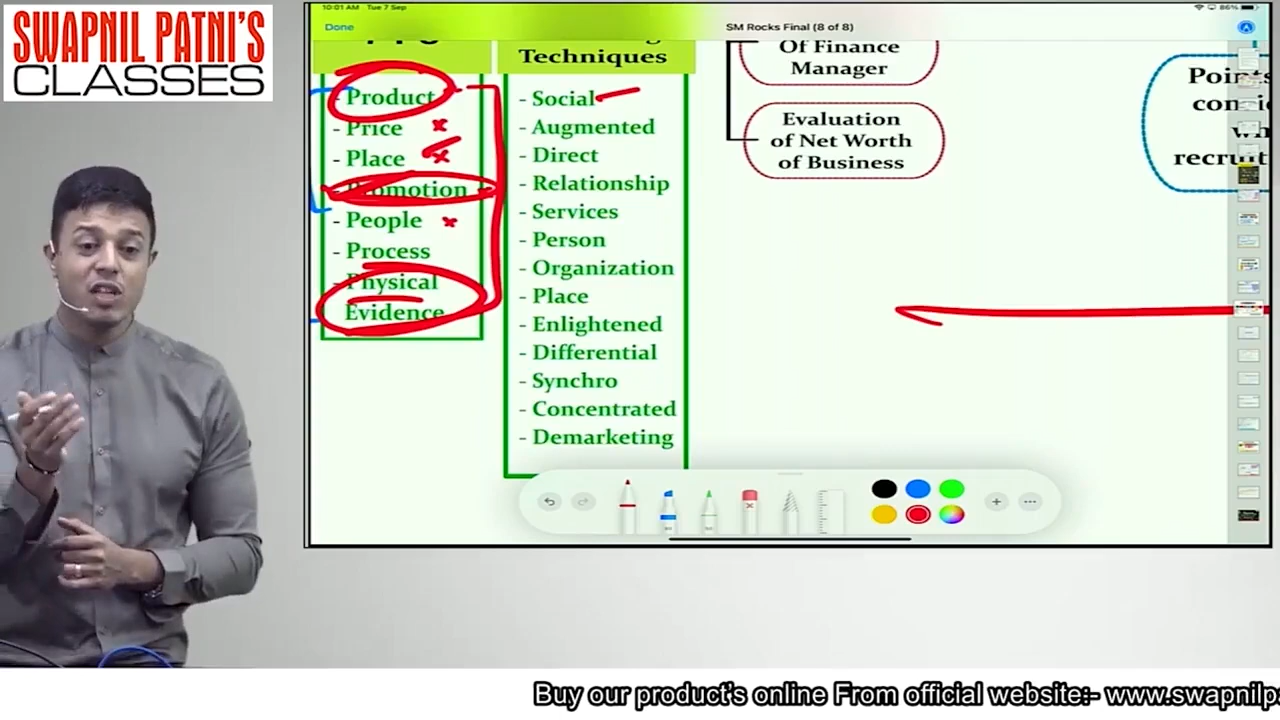 10:01 AM Tue 7 Sep
86%
SWAPNIL PATNI'S
CLASSES
Done
SM Rocks Final (8 of 8)
- Product
- Price
- Place
- Promotion
- People
- Process
- Physical
Evidence
Techniques
- Social
- Augmented
- Direct
- Relationship
- Services
- Person
- Organization
- Place
- Enlightened
- Differential
- Synchro
- Concentrated
- Demarketing
Of Finance
Manager
Evaluation
of Net Worth
of Business
Points
Buy our product's online From official website:- www.swapnilp